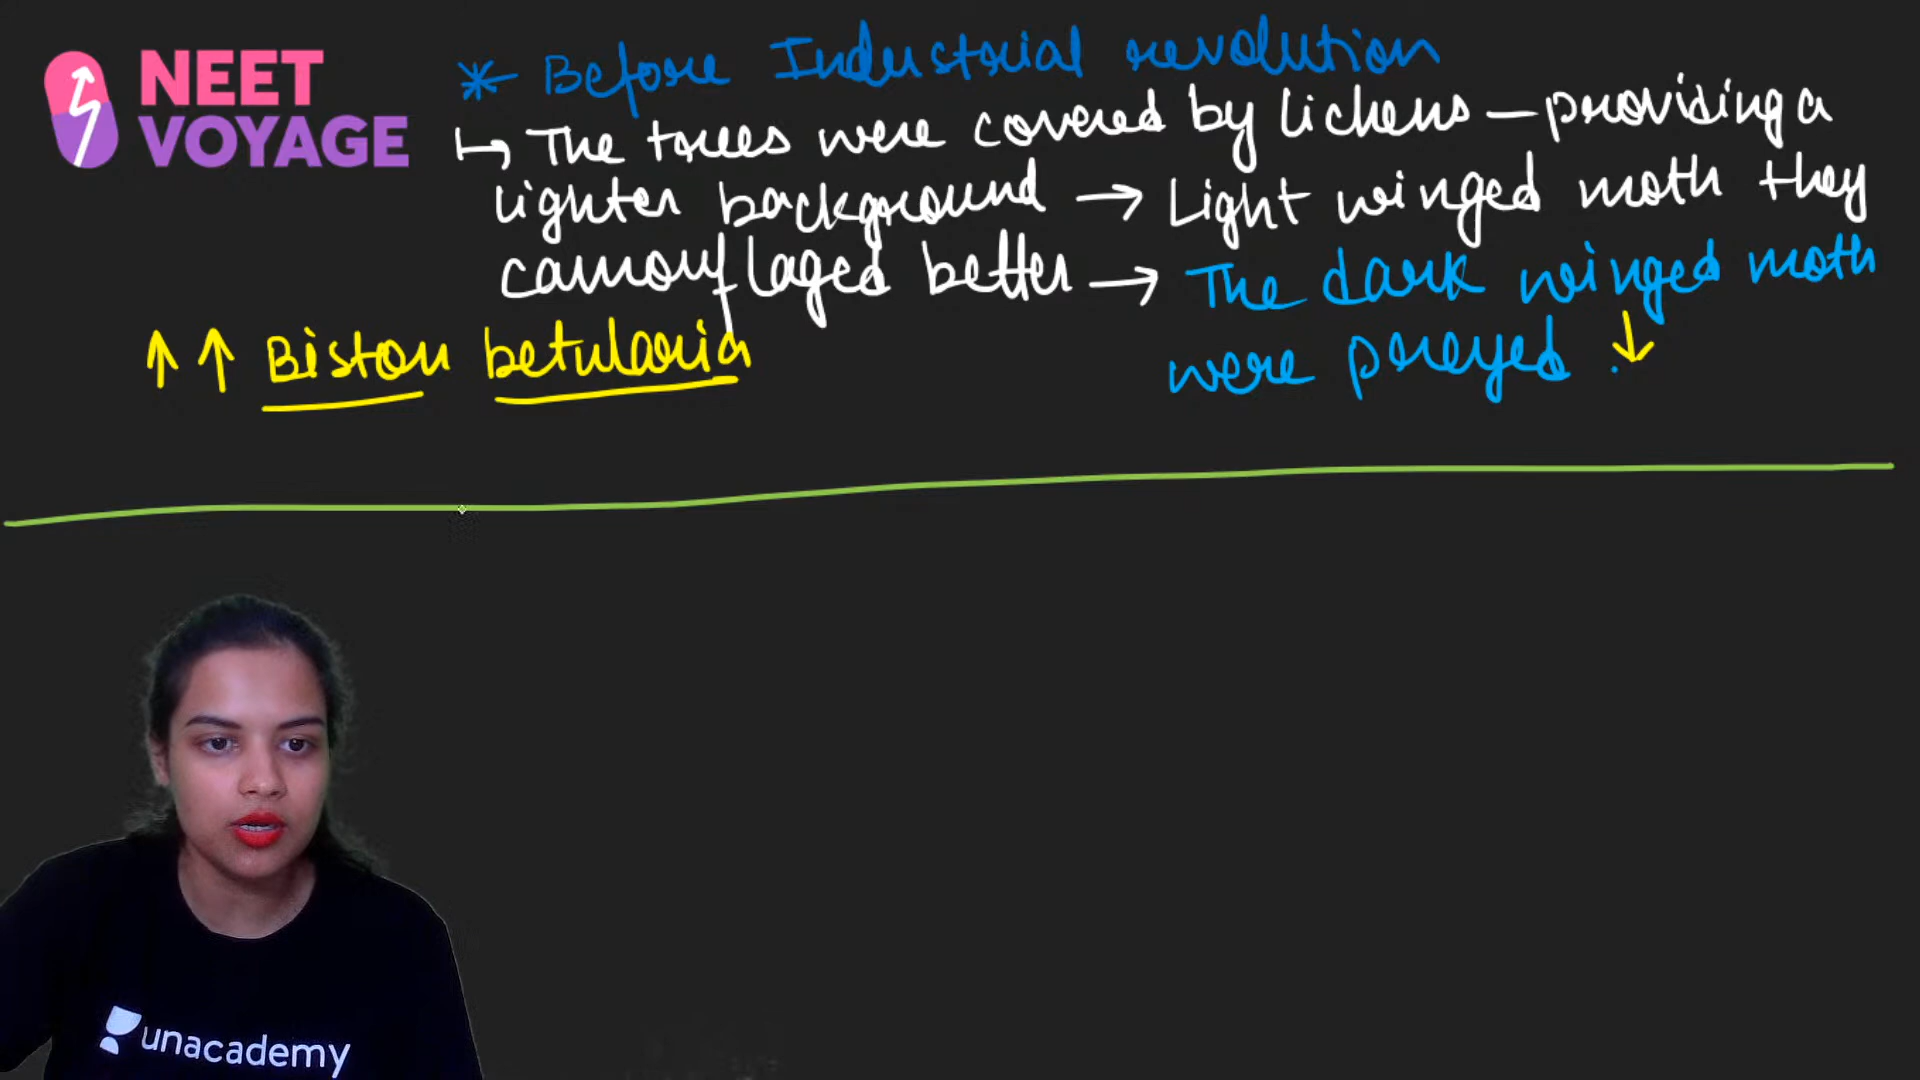 NEET
VOYAGE
* Before Industrial revolution
↳ The trees were covered by lichens — providing a
lighter background → Light winged moth they
camouflaged better → The dark winged moth
were preyed . ↓
↑ ↑ Biston betularia
unacademy